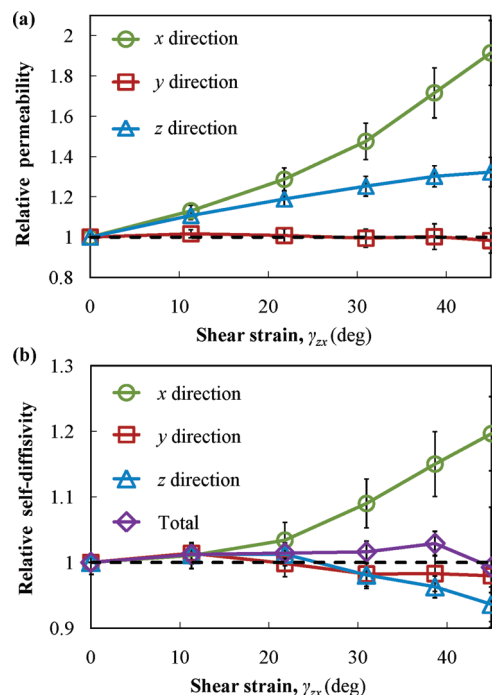 (a)
2
1.8
1.6
1.4
1.2
1
0.8
Relative permeability
x direction
y direction
z direction
0 10 20 30 40
Shear strain, γzx (deg)
(b)
1.3
1.2
1.1
1
0.9
Relative self-diffisivity
x direction
y direction
z direction
Total
0 10 20 30 40
Shear strain, γzx (deg)